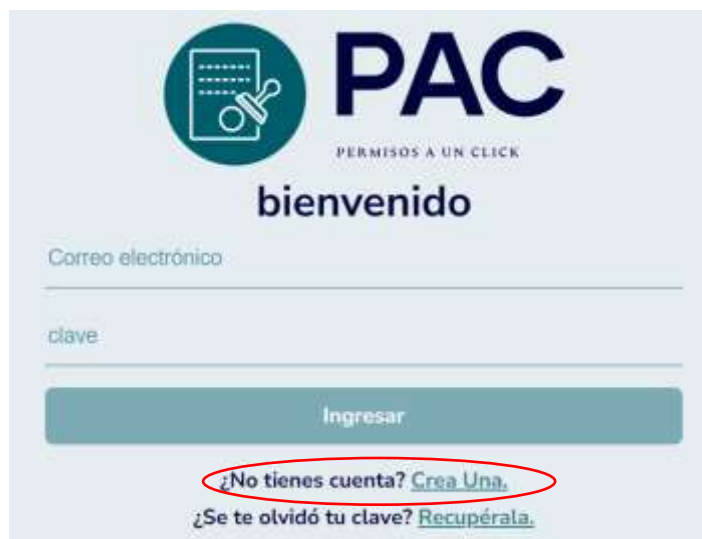 PAC
PERMISOS A UN CLICK
bienvenido
Correo electrónico
clave
Ingresar
¿No tienes cuenta? Crea Una.
¿Se te olvidó tu clave? Recupérala.